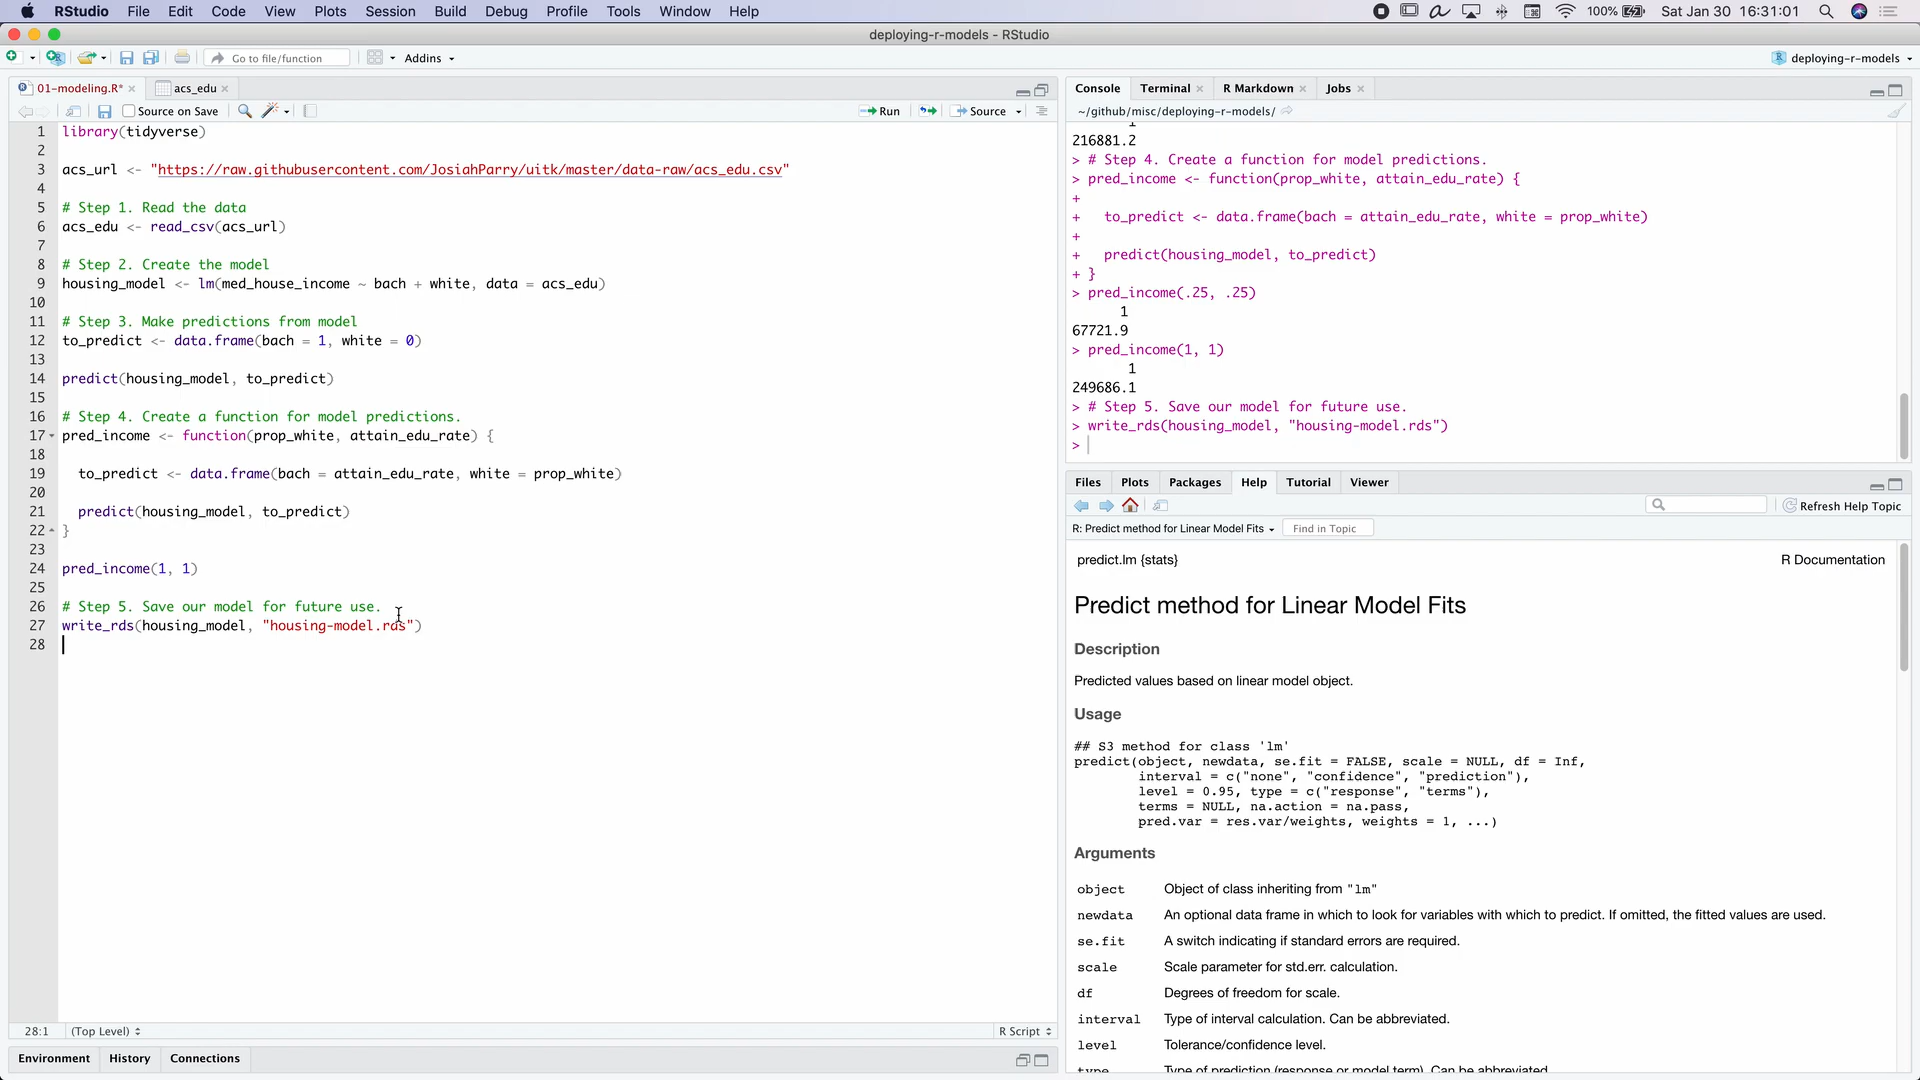 RStudio File Edit Code View Plots Session Build Debug Profile Tools Window Help 100% Sat Jan 30 16:31:01
deploying-r-models - RStudio
Go to file/function Addins deploying-r-models
01-modeling.R* acs_edu
Source on Save Run Source
1 library(tidyverse)
2
3 acs_url <- "https://raw.githubusercontent.com/JosiahParry/uitk/master/data-raw/acs_edu.csv"
4
5 # Step 1. Read the data
6 acs_edu <- read_csv(acs_url)
7
8 # Step 2. Create the model
9 housing_model <- lm(med_house_income ~ bach + white, data = acs_edu)
10
11 # Step 3. Make predictions from model
12 to_predict <- data.frame(bach = 1, white = 0)
13
14 predict(housing_model, to_predict)
15
16 # Step 4. Create a function for model predictions.
17 pred_income <- function(prop_white, attain_edu_rate) {
18
19 to_predict <- data.frame(bach = attain_edu_rate, white = prop_white)
20
21 predict(housing_model, to_predict)
22 }
23
24 pred_income(1, 1)
25
26 # Step 5. Save our model for future use.
27 write_rds(housing_model, "housing-model.rds")
28
28:1 (Top Level) R Script
Environment History Connections
Console Terminal R Markdown Jobs
~/github/misc/deploying-r-models/
1
216881.2
> # Step 4. Create a function for model predictions.
> pred_income <- function(prop_white, attain_edu_rate) {
+
+ to_predict <- data.frame(bach = attain_edu_rate, white = prop_white)
+
+ predict(housing_model, to_predict)
+ }
> pred_income(.25, .25)
1
67721.9
> pred_income(1, 1)
1
249686.1
> # Step 5. Save our model for future use.
> write_rds(housing_model, "housing-model.rds")
>
Files Plots Packages Help Tutorial Viewer
Refresh Help Topic
R: Predict method for Linear Model Fits Find in Topic
predict.lm {stats} R Documentation
Predict method for Linear Model Fits
Description
Predicted values based on linear model object.
Usage
## S3 method for class 'lm'
predict(object, newdata, se.fit = FALSE, scale = NULL, df = Inf,
interval = c("none", "confidence", "prediction"),
level = 0.95, type = c("response", "terms"),
terms = NULL, na.action = na.pass,
pred.var = res.var/weights, weights = 1, ...)
Arguments
object Object of class inheriting from "lm"
newdata An optional data frame in which to look for variables with which to predict. If omitted, the fitted values are used.
se.fit A switch indicating if standard errors are required.
scale Scale parameter for std.err. calculation.
df Degrees of freedom for scale.
interval Type of interval calculation. Can be abbreviated.
level Tolerance/confidence level.
type Type of prediction (response or model term). Can be abbreviated